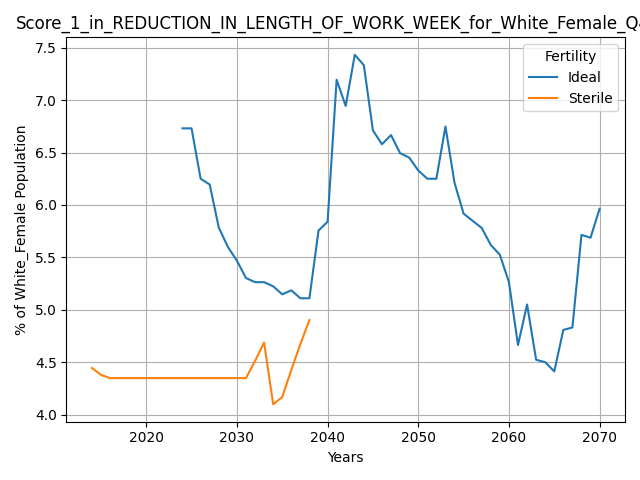 Score_1_in_REDUCTION_IN_LENGTH_OF_WORK_WEEK_for_White_Female_Q4
Fertility
Ideal
Sterile
% of White_Female Population
7.5
7.0
6.5
6.0
5.5
5.0
4.5
4.0
2020 2030 2040 2050 2060 2070
Years